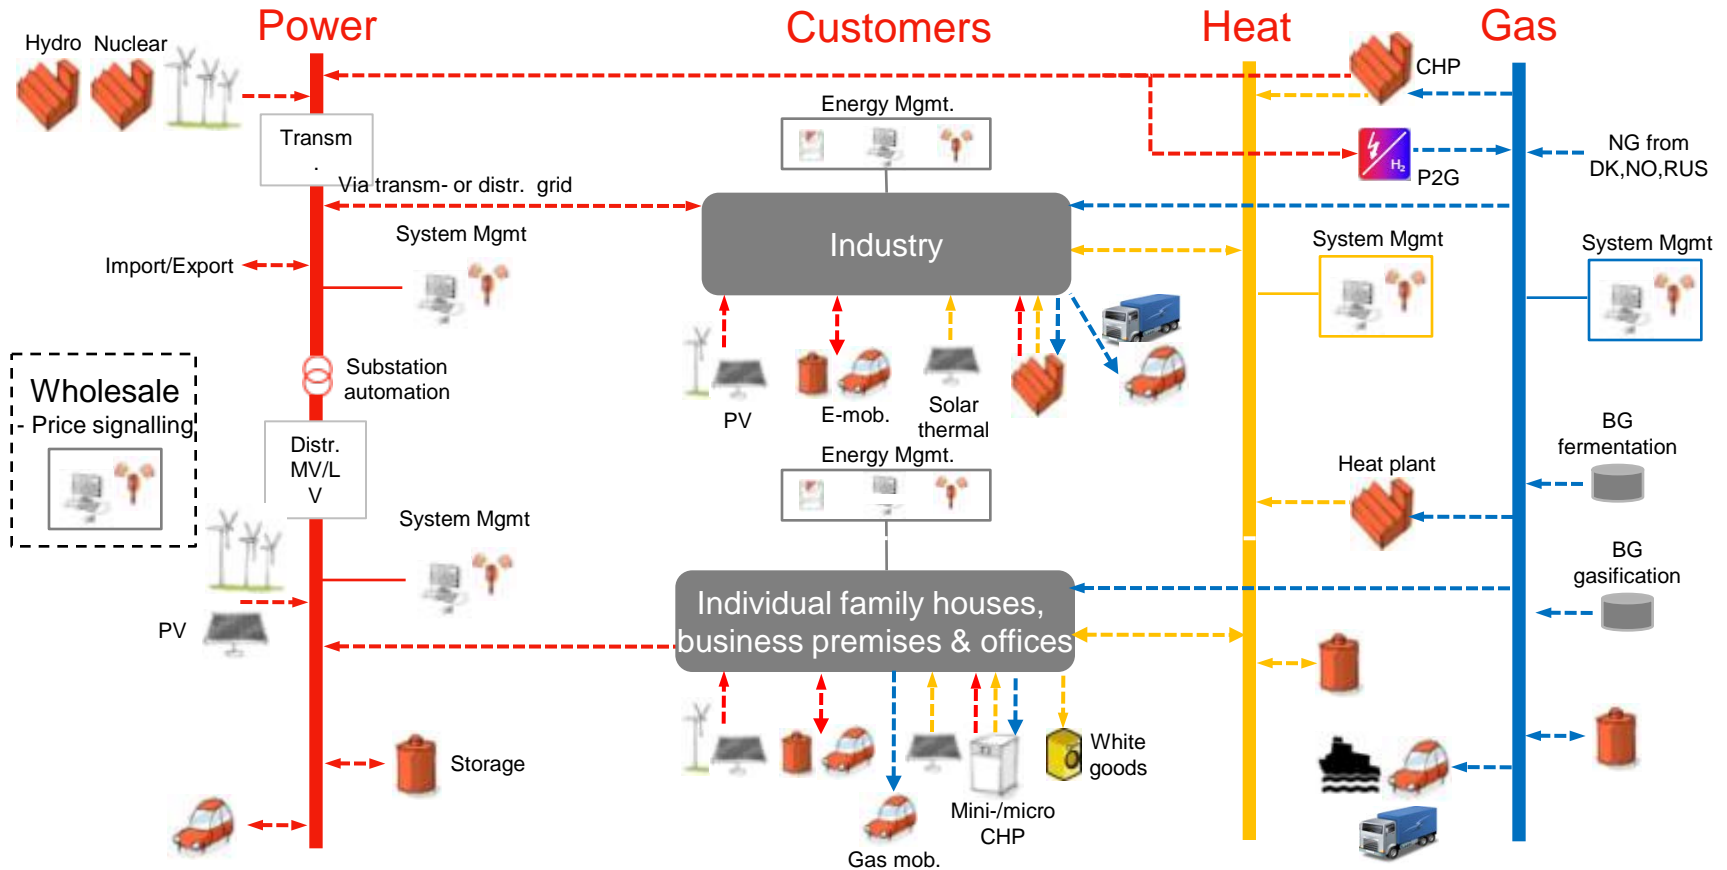 Power
Customers
Heat
Gas
Hydro
Nuclear
CHP
Energy Mgmt.
Transm
.
H2
P2G
NG from
DK,NO,RUS
Via transm- or distr. grid
Industry
System Mgmt
System Mgmt
System Mgmt
Import/Export
Substation
automation
Wholesale
- Price signalling
PV
E-mob.
Solar
thermal
Distr.
MV/L
V
Energy Mgmt.
Heat plant
BG
fermentation
System Mgmt
BG
gasification
PV
Individual family houses,
business premises & offices
Storage
White
goods
Mini-/micro
CHP
Gas mob.